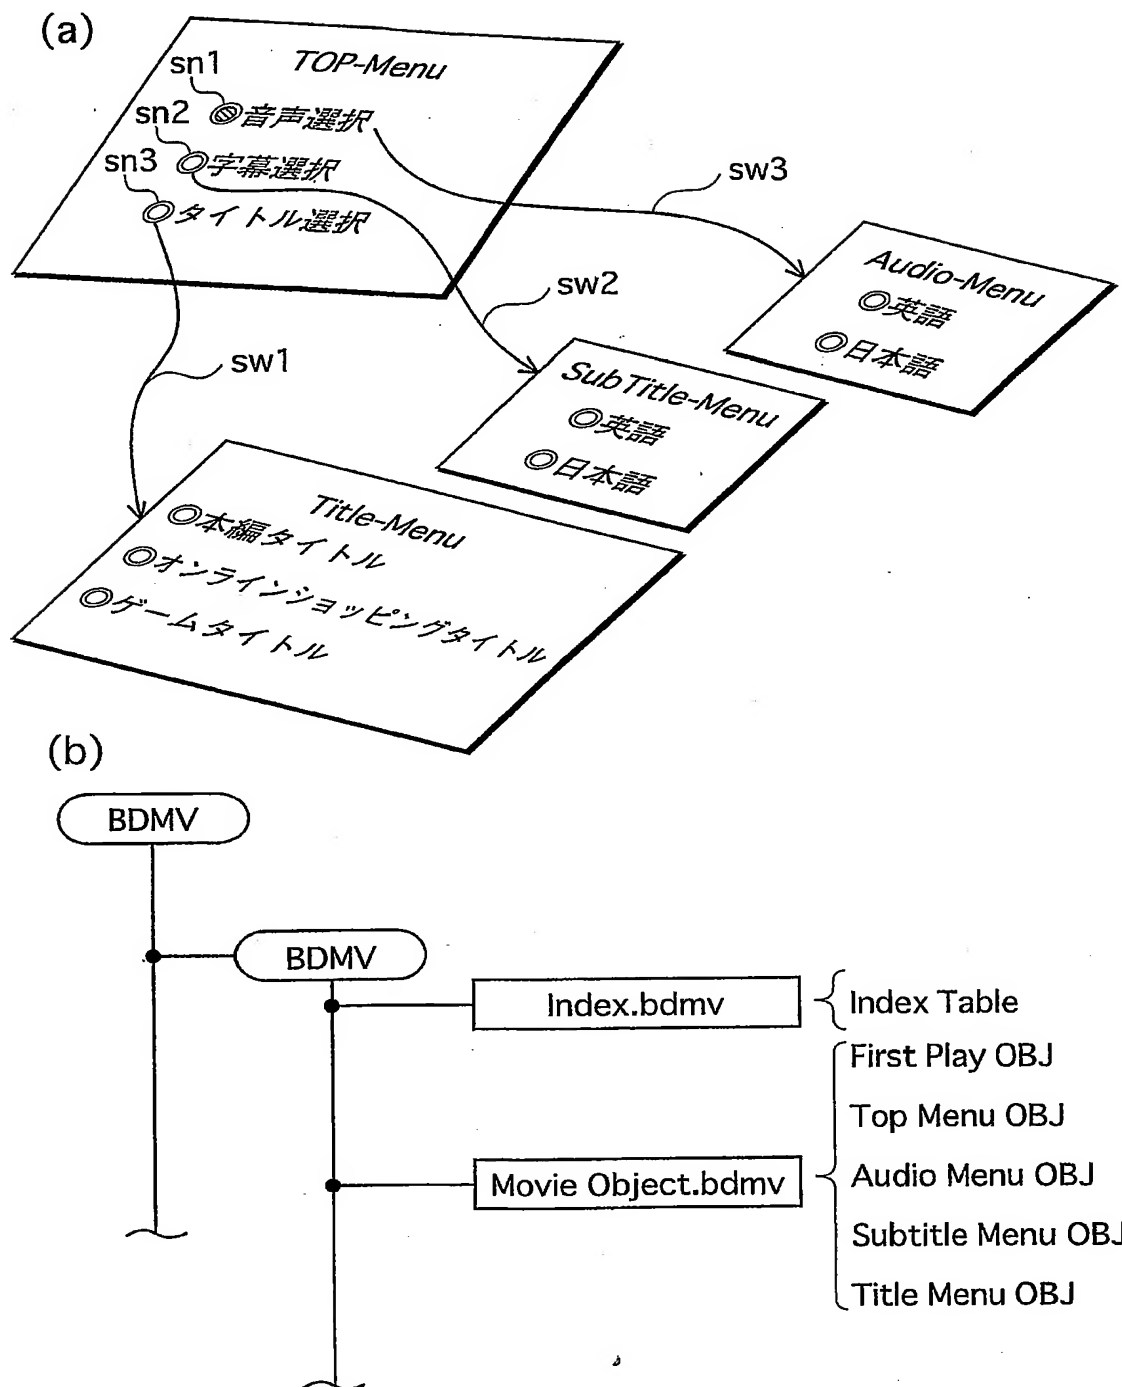 (a)
TOP-Menu
sn1
音声選択
sn2
字幕選択
sn3
タイトル選択
sw3
sw2
sw1
Audio-Menu
英語
日本語
SubTitle-Menu
英語
日本語
Title-Menu
本編タイトル
オンラインショッピングタイトル
ゲームタイトル
(b)
BDMV
BDMV
Index.bdmv
Index Table
First Play OBJ
Top Menu OBJ
Movie Object.bdmv
Audio Menu OBJ
Subtitle Menu OBJ
Title Menu OBJ